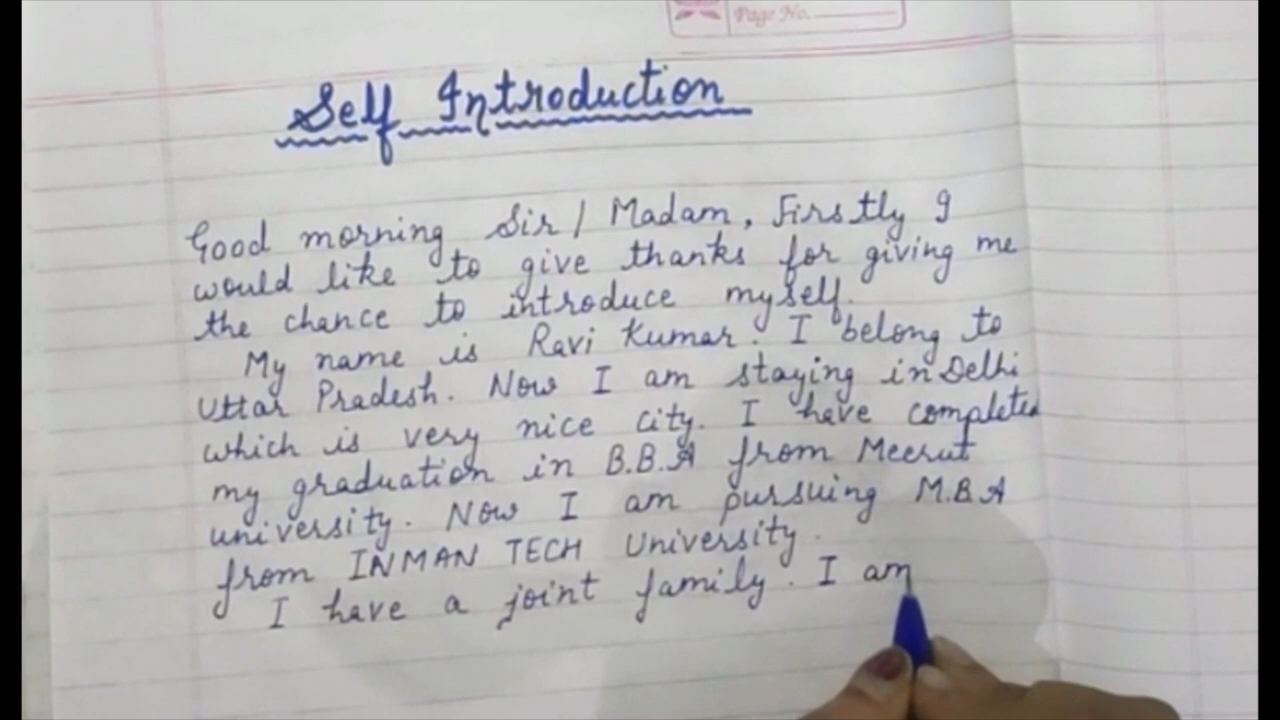 Page No.
Self Introduction
Good morning Sir / Madam, Firstly I
would like to give thanks for giving me
the chance to introduce myself.
My name is Ravi Kumar. I belong to
Uttar Pradesh. Now I am staying in Delhi
which is very nice city. I have completed
my graduation in B.B.A from Meerut
university. Now I am pursuing M.B.A
from INMAN TECH University.
I have a joint family. I am